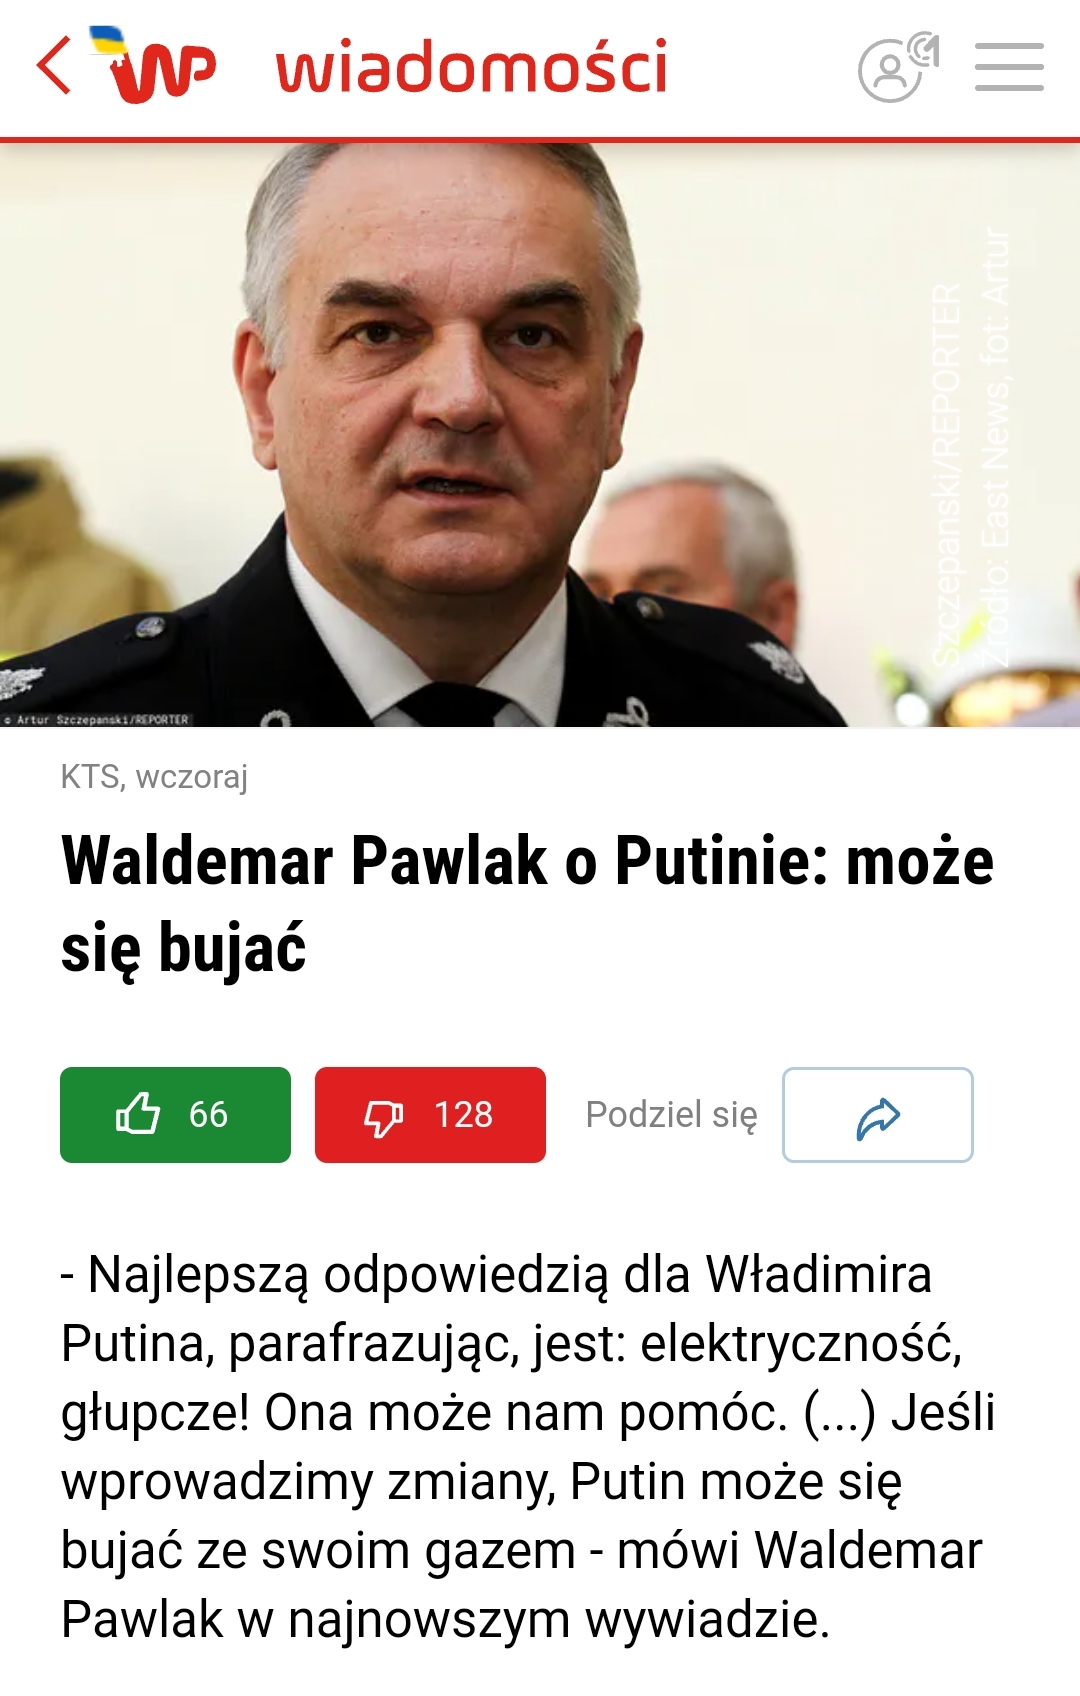 WP wiadomości
Szczepanski/REPORTER
Źródło: East News, fot: Artur
© Artur Szczepanski/REPORTER
KTS, wczoraj
Waldemar Pawlak o Putinie: może
się bujać
66 128 Podziel się
- Najlepszą odpowiedzią dla Władimira
Putina, parafrazując, jest: elektryczność,
głupcze! Ona może nam pomóc. (...) Jeśli
wprowadzimy zmiany, Putin może się
bujać ze swoim gazem - mówi Waldemar
Pawlak w najnowszym wywiadzie.